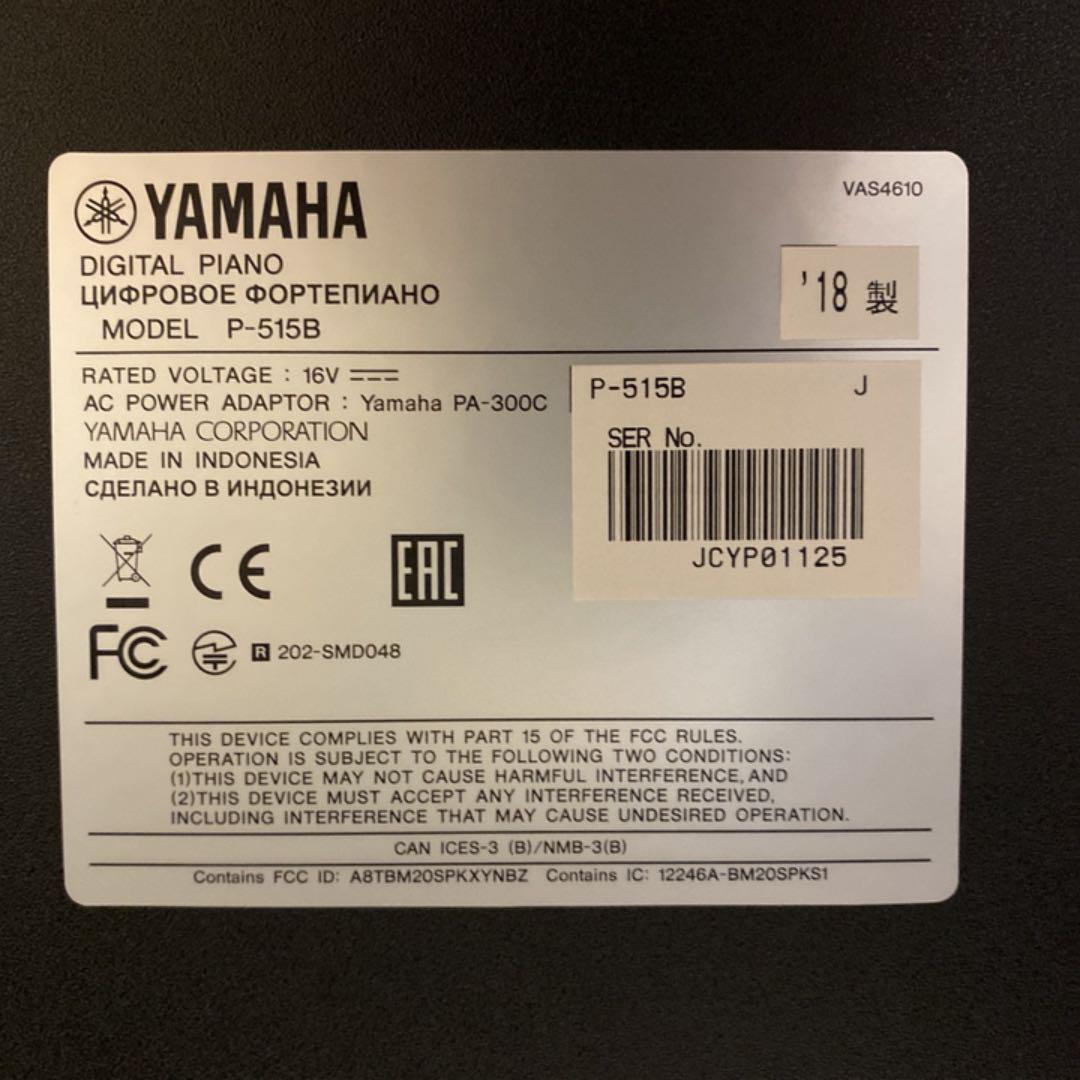 YAMAHA
VAS4610
DIGITAL PIANO
ЦИФРОВОЕ ФОРТЕПИАНО
MODEL P-515B
'18 製
RATED VOLTAGE : 16V
AC POWER ADAPTOR : Yamaha PA-300C
YAMAHA CORPORATION
MADE IN INDONESIA
СДЕЛАНО В ИНДОНЕЗИИ
P-515B J
SER No.
JCYP01125
CE
EAC
FC
R 202-SMD048
THIS DEVICE COMPLIES WITH PART 15 OF THE FCC RULES.
OPERATION IS SUBJECT TO THE FOLLOWING TWO CONDITIONS:
(1)THIS DEVICE MAY NOT CAUSE HARMFUL INTERFERENCE, AND
(2)THIS DEVICE MUST ACCEPT ANY INTERFERENCE RECEIVED,
INCLUDING INTERFERENCE THAT MAY CAUSE UNDESIRED OPERATION.
CAN ICES-3 (B)/NMB-3(B)
Contains FCC ID: A8TBM20SPKXYNBZ Contains IC: 12246A-BM20SPKS1